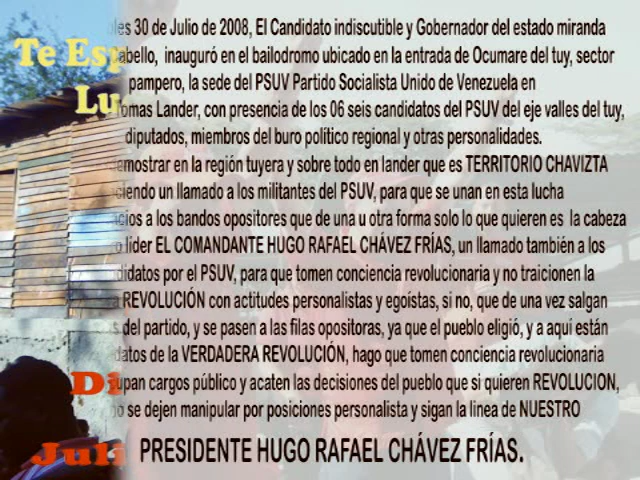 Te Esp
Lu
les 30 de Julio de 2008, El Candidato indiscutible y Gobernador del estado miranda
abello, inauguró en el bailodromo ubicado en la entrada de Ocumare del tuy, sector
pampero, la sede del PSUV Partido Socialista Unido de Venezuela en
Tomas Lander, con presencia de los 06 seis candidatos del PSUV del eje valles del tuy,
diputados, miembros del buro político regional y otras personalidades.
demostrar en la región tuyera y sobre todo en lander que es TERRITORIO CHAVIZTA
ciendo un llamado a los militantes del PSUV, para que se unan en esta lucha
cios a los bandos opositores que de una u otra forma solo lo que quieren es la cabeza
o líder EL COMANDANTE HUGO RAFAEL CHÁVEZ FRÍAS, un llamado también a los
didatos por el PSUV, para que tomen conciencia revolucionaria y no traicionen la
a REVOLUCIÓN con actitudes personalistas y egoístas, si no, que de una vez salgan
s del partido, y se pasen a las filas opositoras, ya que el pueblo eligió, y a aqui están
datos de la VERDADERA REVOLUCIÓN, hago que tomen conciencia revolucionaria
Di
upan cargos público y acaten las decisiones del pueblo que si quieren REVOLUCION,
no se dejen manipular por posiciones personalista y sigan la linea de NUESTRO
Juli
PRESIDENTE HUGO RAFAEL CHÁVEZ FRÍAS.